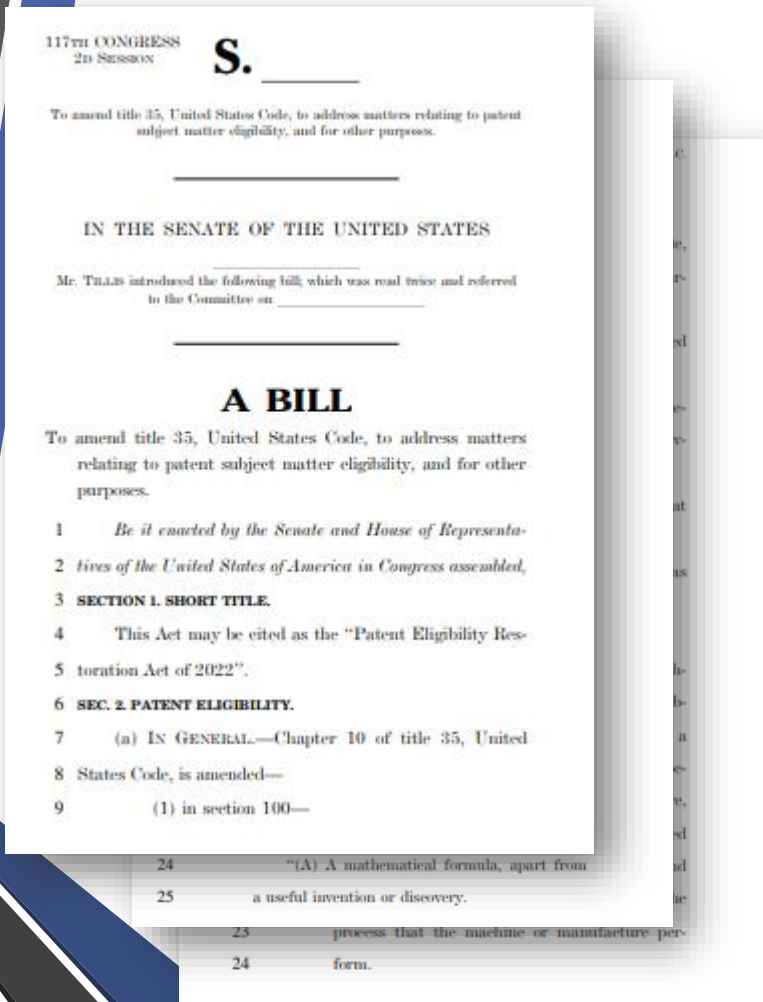 117TH CONGRESS
2D SESSION
S.
To amend title 35, United States Code, to address matters relating to patent
subject matter eligibility, and for other purposes.
IN THE SENATE OF THE UNITED STATES
Mr. TILLIS introduced the following bill; which was read twice and referred
to the Committee on
A BILL
To amend title 35, United States Code, to address matters
relating to patent subject matter eligibility, and for other
purposes.
1 Be it enacted by the Senate and House of Representa-
2 tives of the United States of America in Congress assembled,
3 SECTION 1. SHORT TITLE.
4 This Act may be cited as the “Patent Eligibility Res-
5 toration Act of 2022”.
6 SEC. 2. PATENT ELIGIBILITY.
7 (a) IN GENERAL.—Chapter 10 of title 35, United
8 States Code, is amended—
9 (1) in section 100—
24 “(A) A mathematical formula, apart from
25 a useful invention or discovery.
23 process that the machine or manufacture per-
24 form.